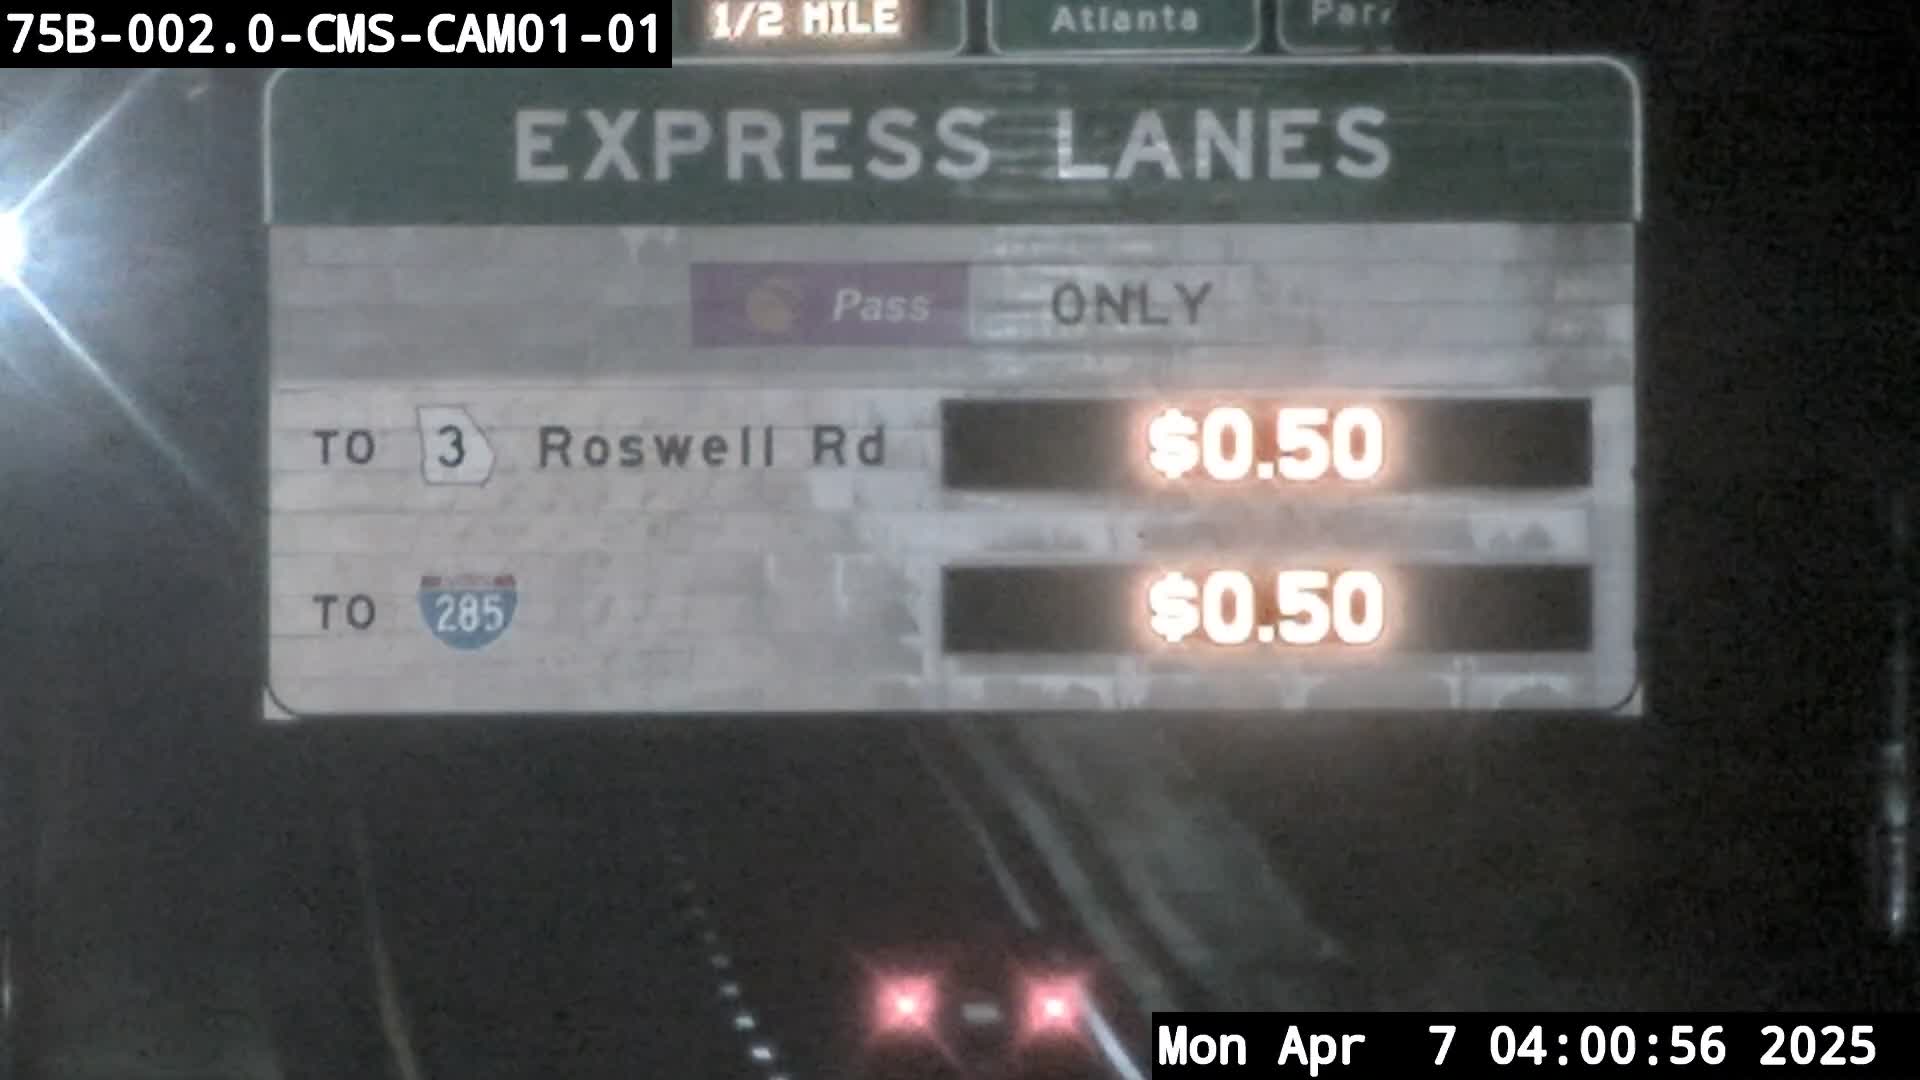 75B-002.0-CMS-CAM01-01
1/2 MILE
Atlanta
EXPRESS LANES
Pass ONLY
TO 3 Roswell Rd $0.50
TO 285 $0.50
Mon Apr 7 04:00:56 2025